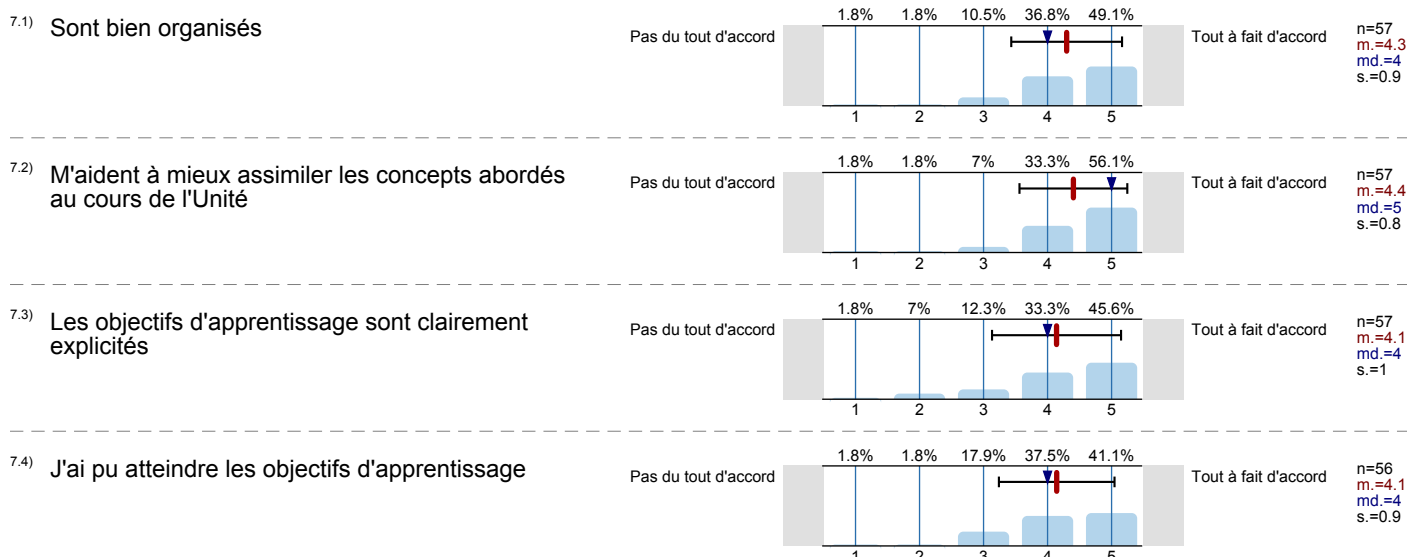 7.1) Sont bien organisés
Pas du tout d'accord
1.8% 1.8% 10.5% 36.8% 49.1%
1 2 3 4 5
Tout à fait d'accord
n=57
m.=4.3
md.=4
s.=0.9
7.2) M'aident à mieux assimiler les concepts abordés
au cours de l'Unité
Pas du tout d'accord
1.8% 1.8% 7% 33.3% 56.1%
1 2 3 4 5
Tout à fait d'accord
n=57
m.=4.4
md.=5
s.=0.8
7.3) Les objectifs d'apprentissage sont clairement
explicités
Pas du tout d'accord
1.8% 7% 12.3% 33.3% 45.6%
1 2 3 4 5
Tout à fait d'accord
n=57
m.=4.1
md.=4
s.=1
7.4) J'ai pu atteindre les objectifs d'apprentissage
Pas du tout d'accord
1.8% 1.8% 17.9% 37.5% 41.1%
1 2 3 4 5
Tout à fait d'accord
n=56
m.=4.1
md.=4
s.=0.9